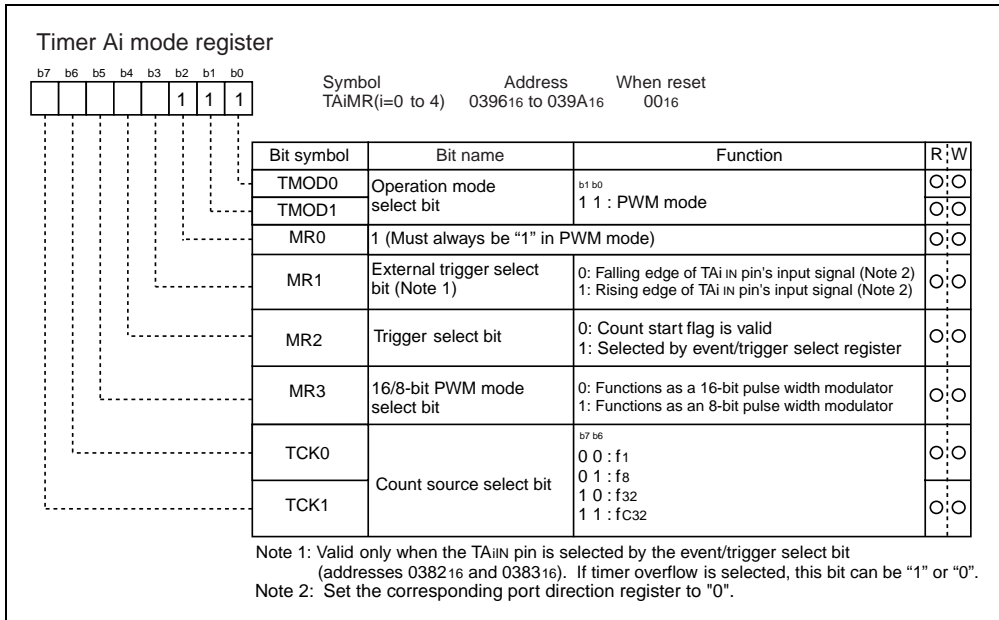 Timer Ai mode register
b7 b6 b5 b4 b3 b2 b1 b0
1 1 1
Symbol Address When reset
TAiMR(i=0 to 4) 039616 to 039A16 0016
Bit symbol Bit name Function R W
TMOD0 Operation mode select bit b1 b0
1 1 : PWM mode
TMOD1
MR0 1 (Must always be “1” in PWM mode)
MR1 External trigger select bit (Note 1) 0: Falling edge of TAiIN pin's input signal (Note 2)
1: Rising edge of TAiIN pin's input signal (Note 2)
MR2 Trigger select bit 0: Count start flag is valid
1: Selected by event/trigger select register
MR3 16/8-bit PWM mode select bit 0: Functions as a 16-bit pulse width modulator
1: Functions as an 8-bit pulse width modulator
TCK0 Count source select bit b7 b6
0 0 : f1
0 1 : f8
1 0 : f32
1 1 : fC32
TCK1
Note 1: Valid only when the TAiIN pin is selected by the event/trigger select bit
(addresses 038216 and 038316). If timer overflow is selected, this bit can be “1” or “0”.
Note 2: Set the corresponding port direction register to "0".